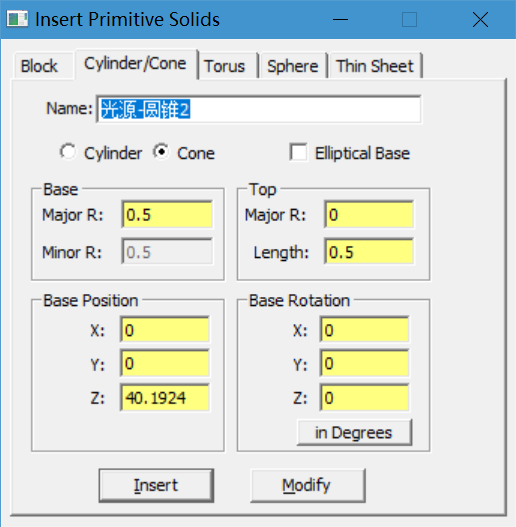 Insert Primitive Solids
Block Cylinder/Cone Torus Sphere Thin Sheet
Name: 光源-圆锥2
Cylinder Cone Elliptical Base
Base Top
Major R: 0.5 Major R: 0
Minor R: 0.5 Length: 0.5
Base Position Base Rotation
X: 0 X: 0
Y: 0 Y: 0
Z: 40.1924 Z: 0
in Degrees
Insert Modify